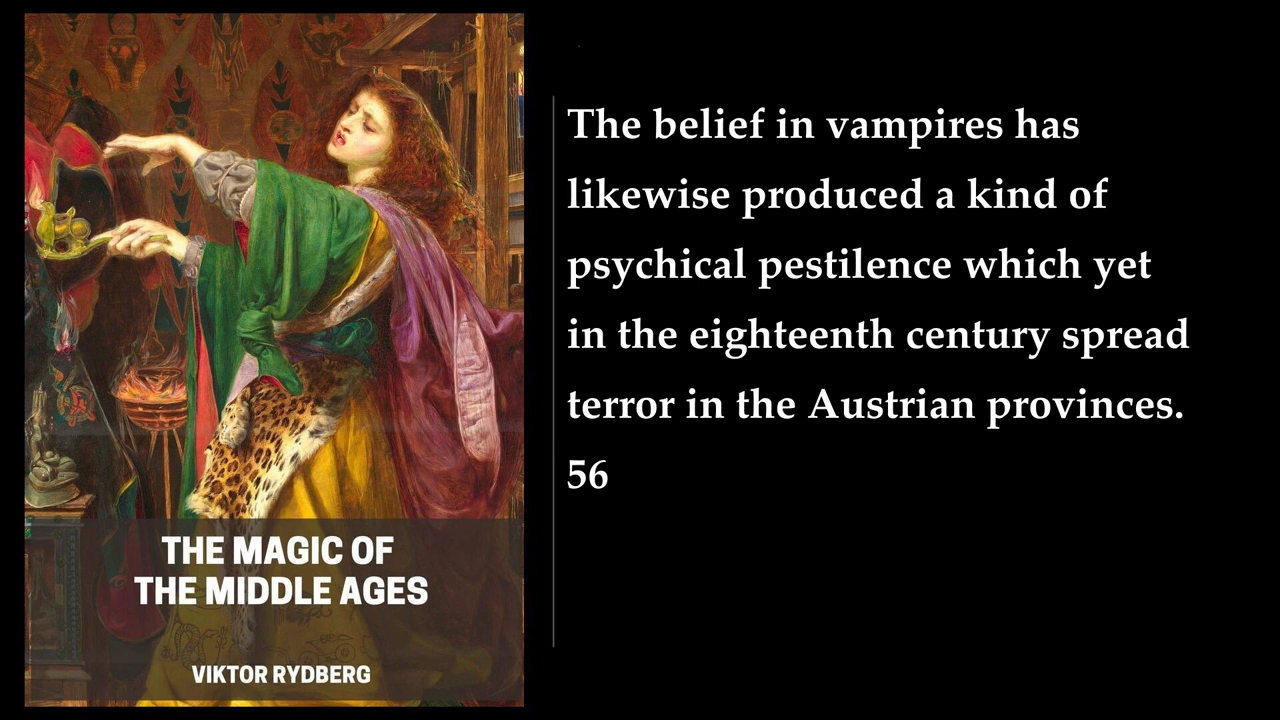 THE MAGIC OF
THE MIDDLE AGES
VIKTOR RYDBERG
The belief in vampires has
likewise produced a kind of
psychical pestilence which yet
in the eighteenth century spread
terror in the Austrian provinces.
56